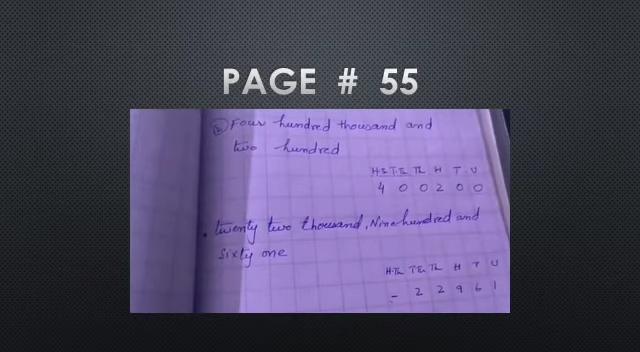 PAGE # 55
b) Four hundred thousand and
two hundred
H.Th T.Th Th H T U
4 0 0 2 0 0
. twenty two thousand, Nine hundred and
sixty one
H.Th T.Th Th H T U
- 2 2 9 6 1